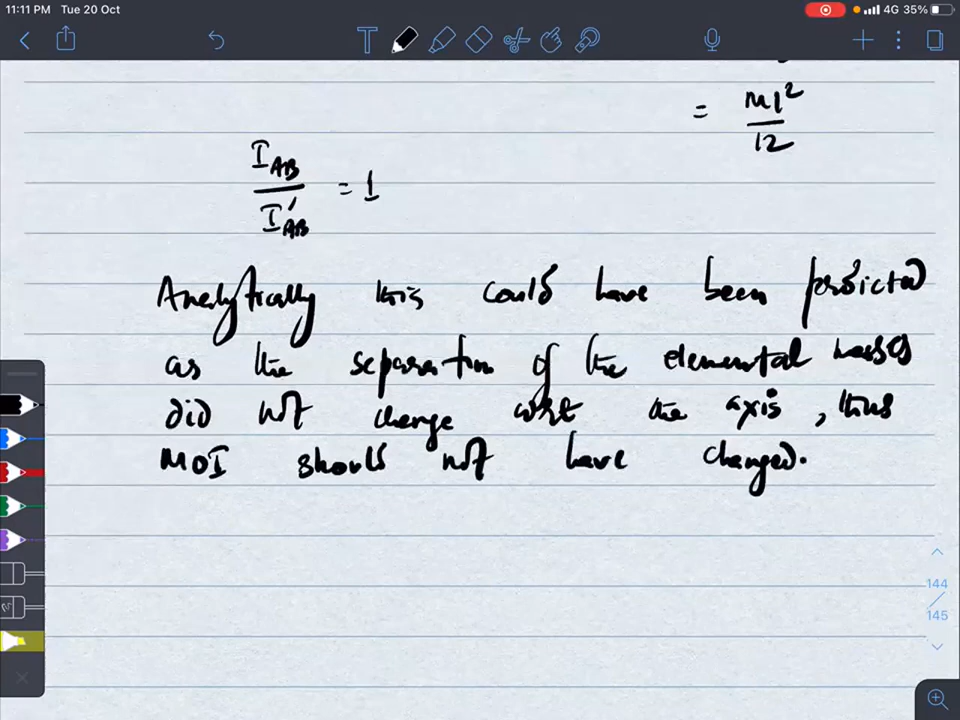 11:11 PM Tue 20 Oct 4G 35%
= ml²/12
I_AB/I'_AB = 1
Analytically this could have been predicted
as the separation of the elemental masses
did not change wrt the axis, thus
MOI should not have changed.
144
145